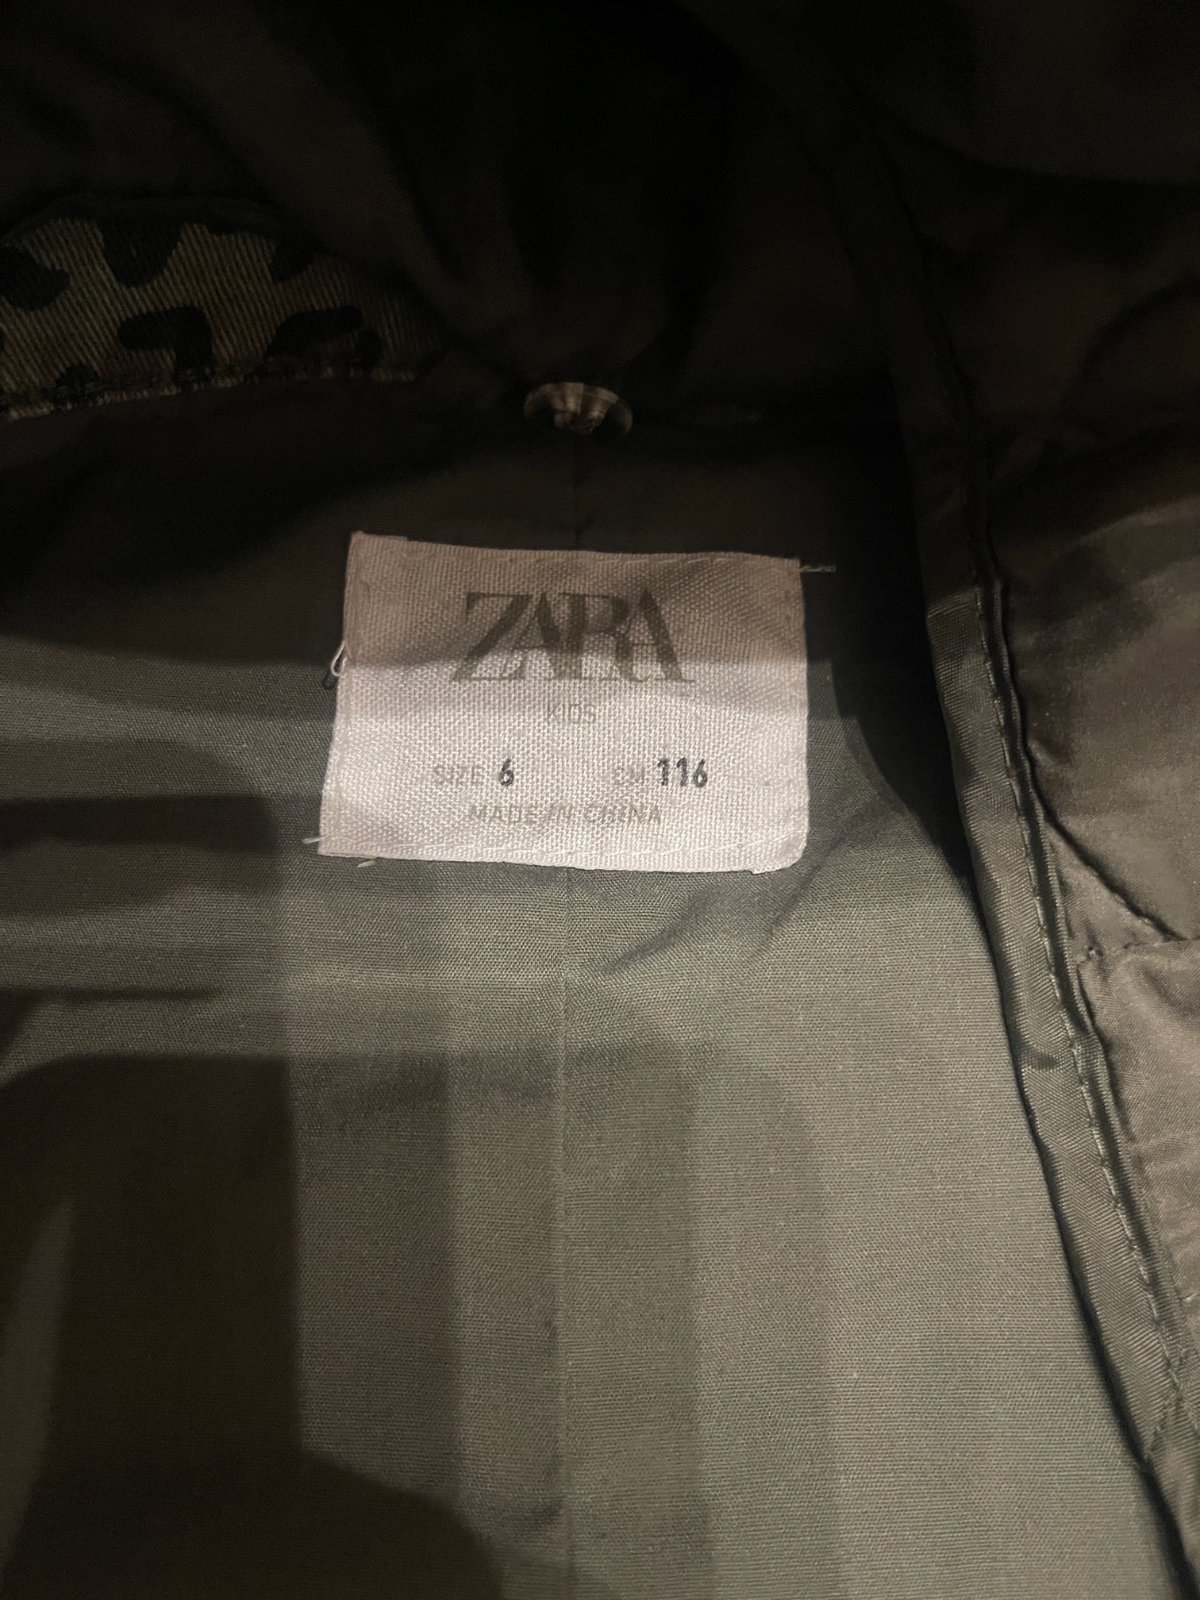 ZARA
KIDS
SIZE 6 CM 116
MADE IN CHINA